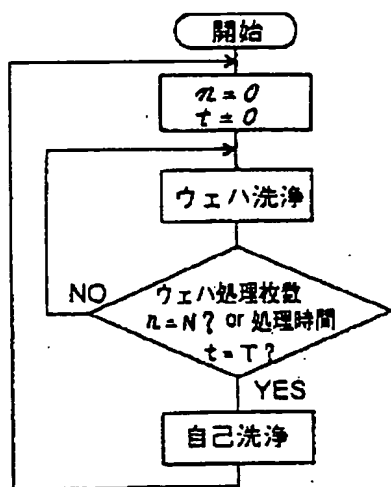 開始
n=0
t=0
ウェハ洗浄
NO
ウェハ処理枚数
n=N? or 処理時間
t=T?
YES
自己洗浄